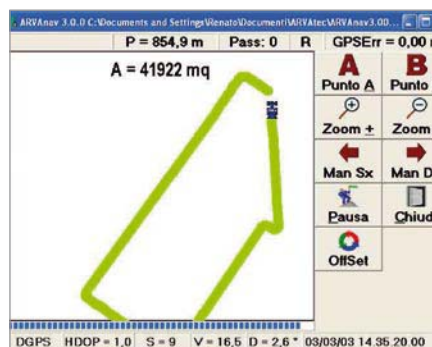 ARVAnav 3.0.0 C:\Documents and Settings\Renato\Documenti\ARVAtec\ARVAnav3.00...
P = 854,9 m Pass: 0 R GPSErr = 0,00
A = 41922 mq
A B
Punto A Punto
Zoom + Zoom
Man Sx Man D
Pausa Chiud
OffSet
DGPS HDOP = 1,0 S = 9 V = 16,5 D = 2,6 * 03/03/03 14.35.20.00